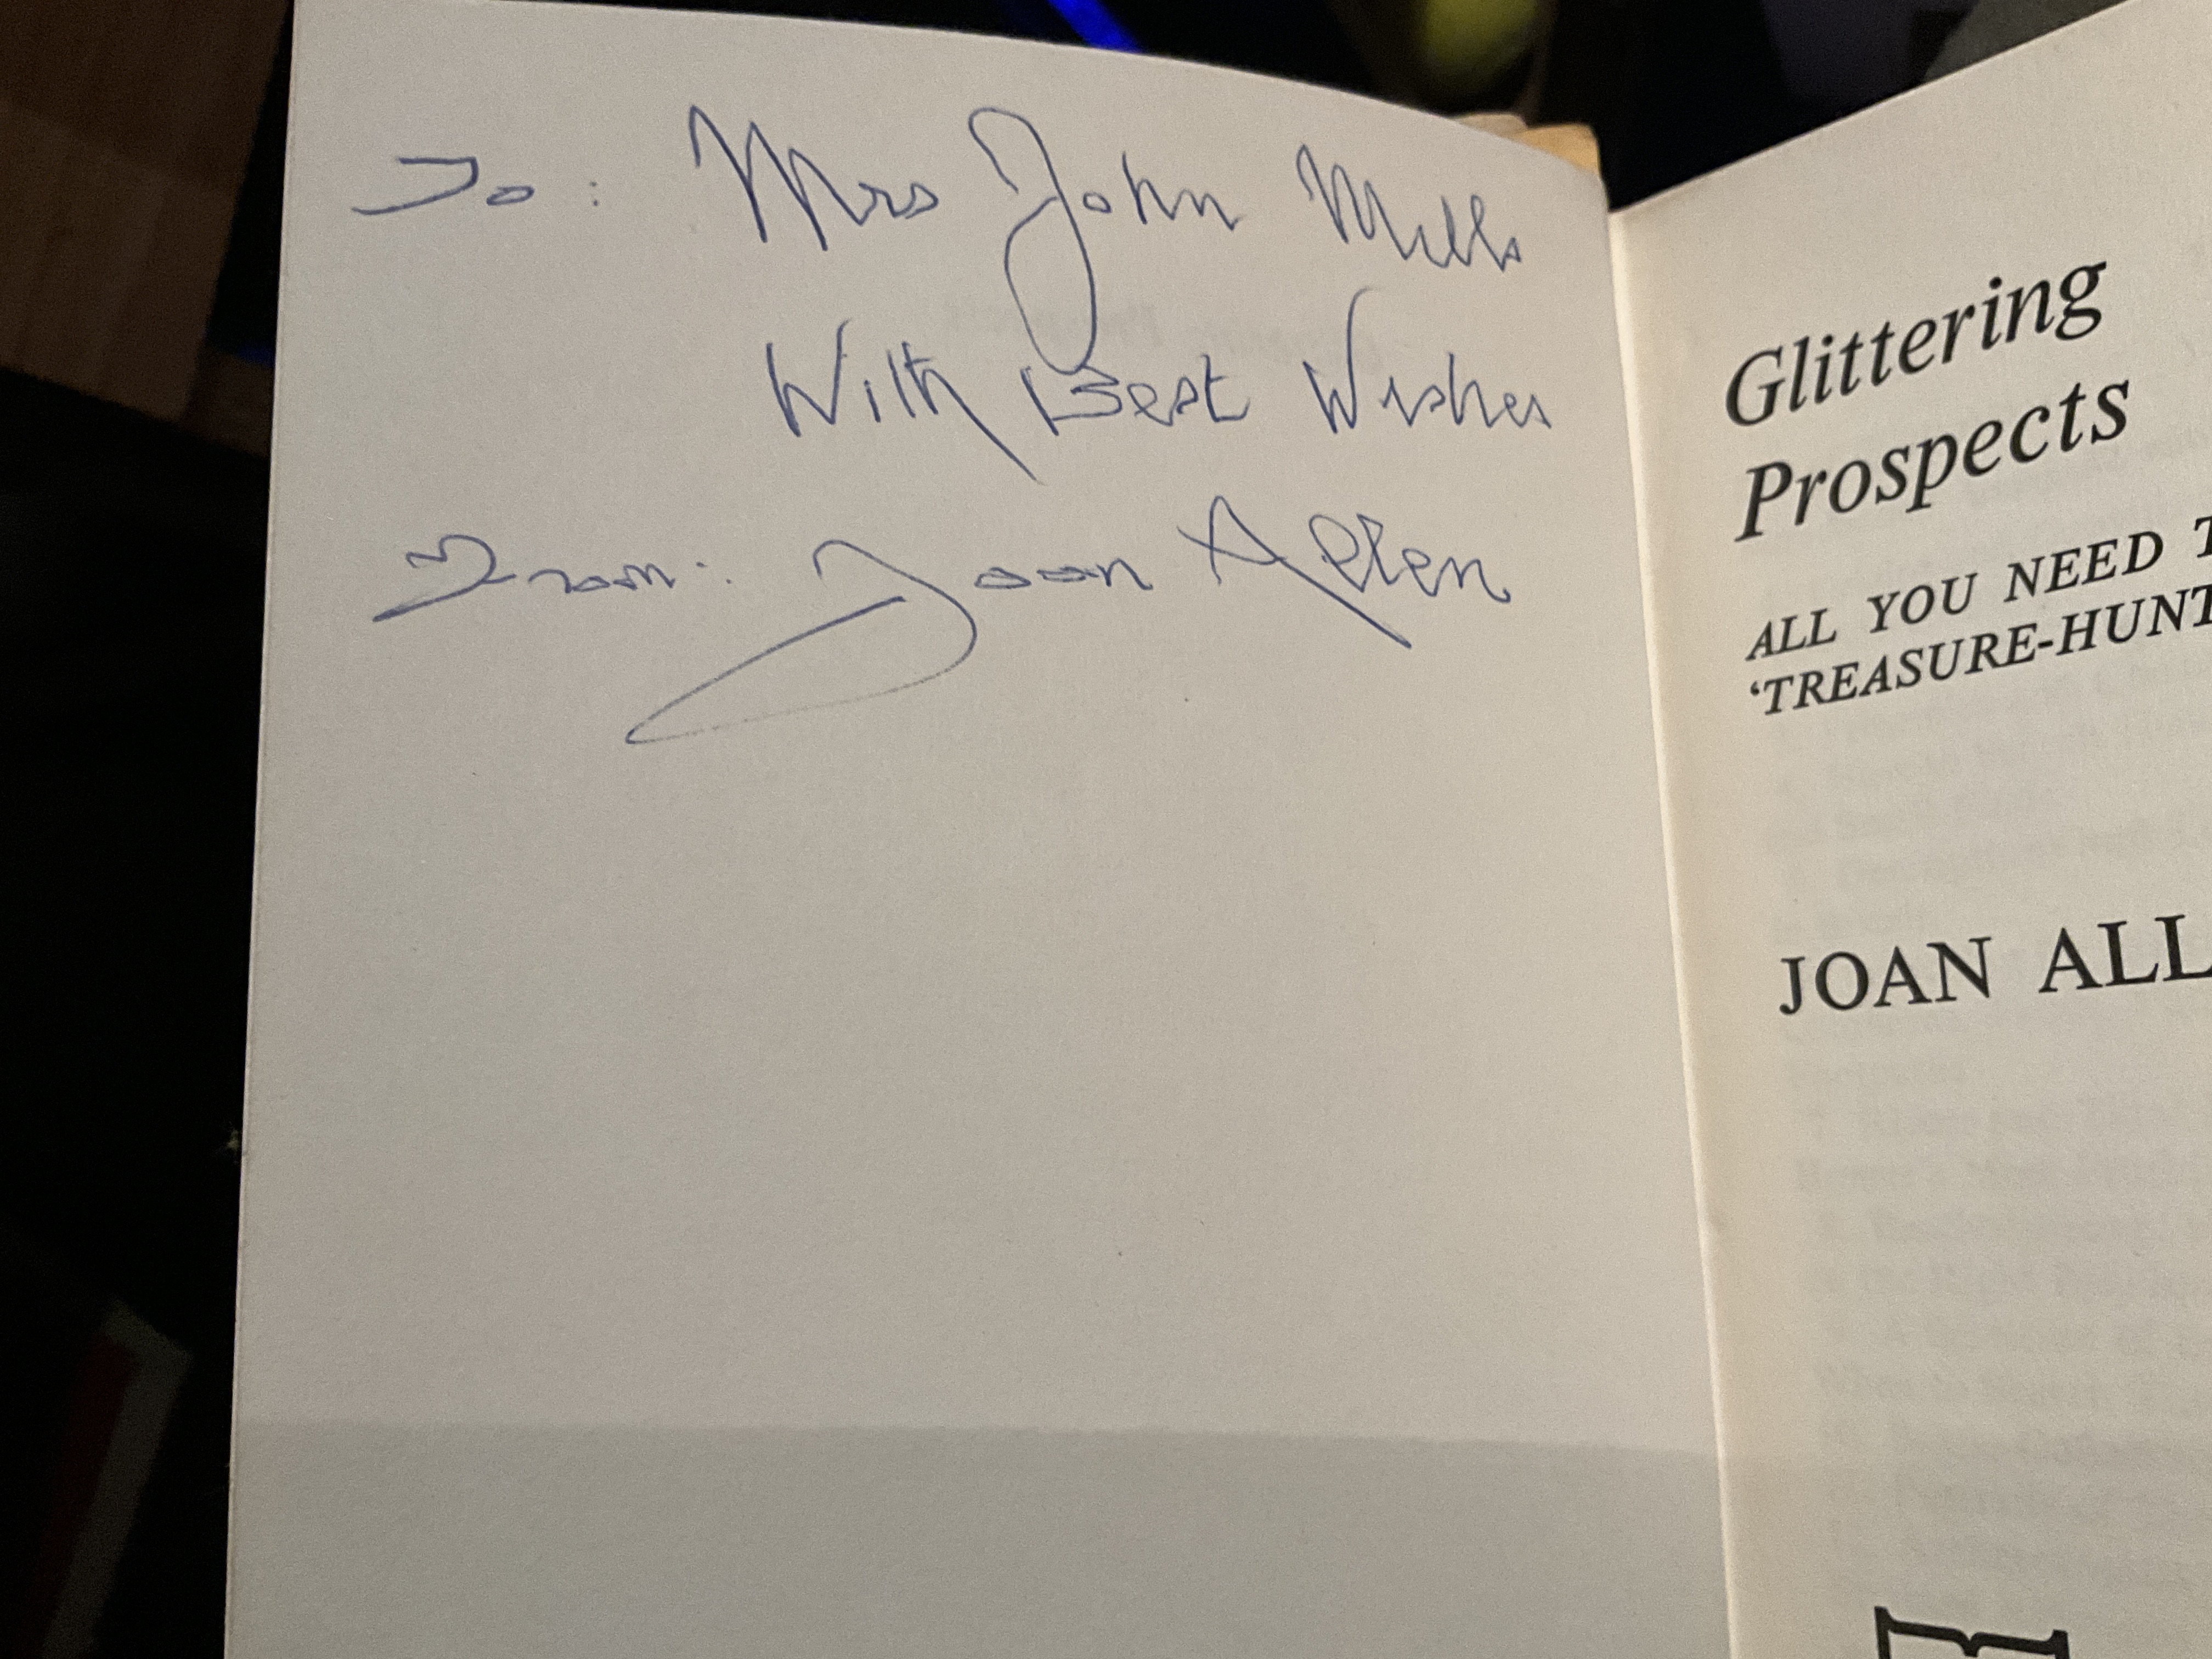 To: Mrs John Mills
With Best Wishes
From: Joan Allen
Glittering
Prospects
ALL YOU NEED T
'TREASURE-HUNT
JOAN ALL